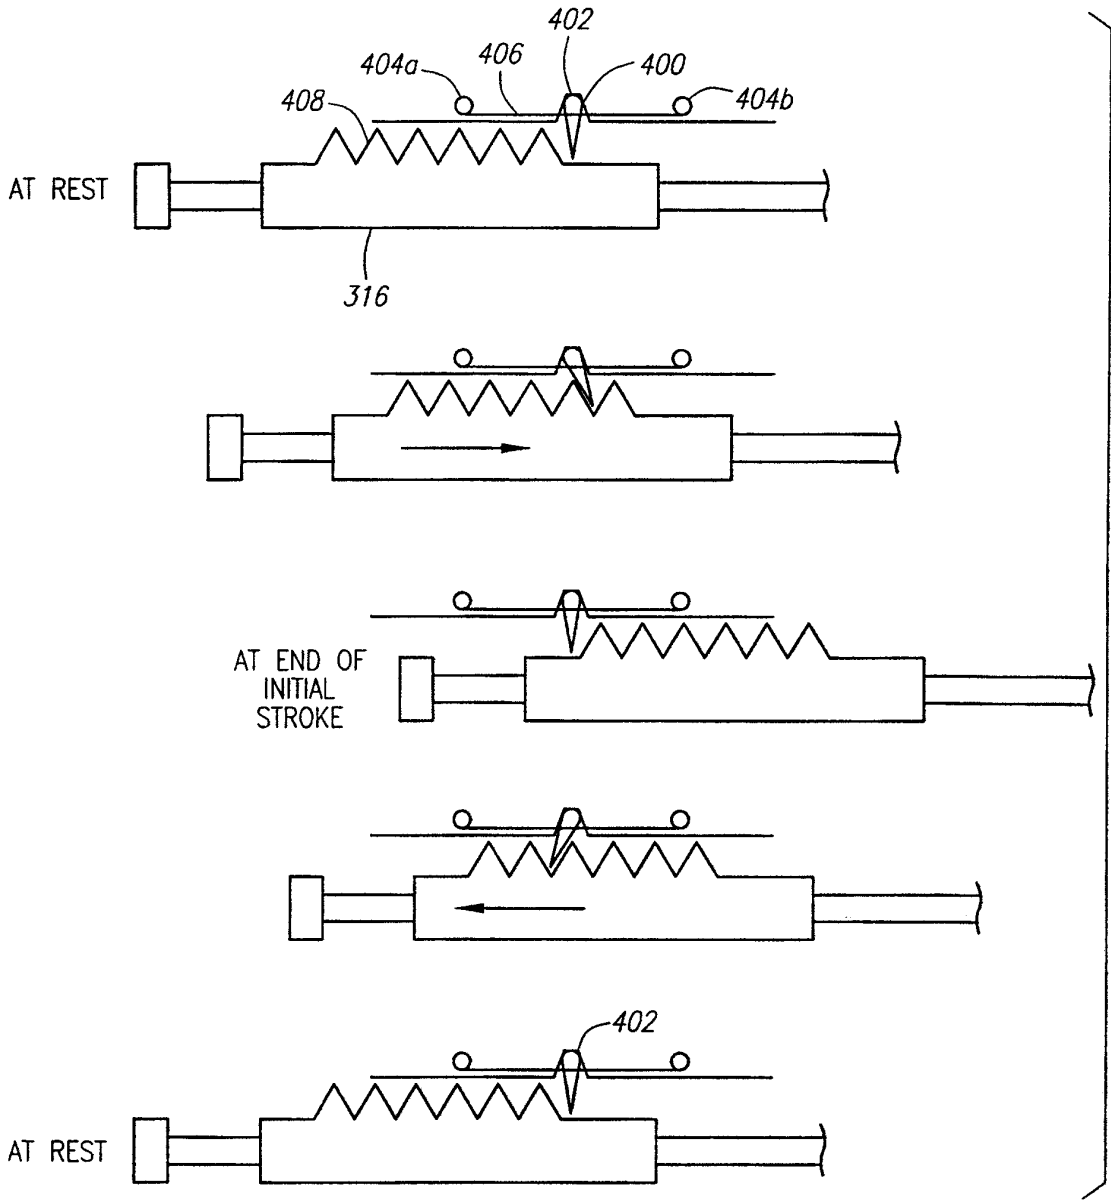 402
404a
406
400
404b
408
AT REST
316
AT END OF
INITIAL
STROKE
402
AT REST